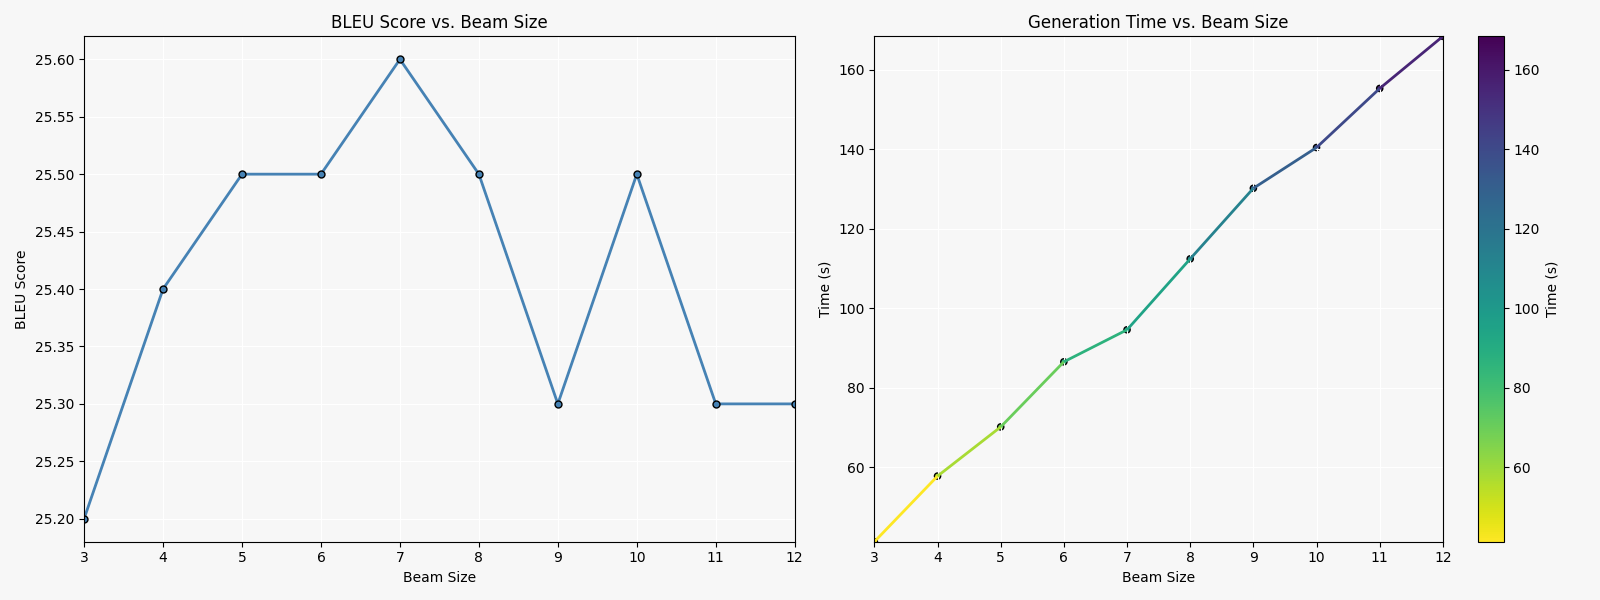 BLEU Score vs. Beam Size
25.60
25.55
25.50
25.45
25.40
25.35
25.30
25.25
25.20
BLEU Score
3 4 5 6 7 8 9 10 11 12
Beam Size
Generation Time vs. Beam Size
160
140
120
100
80
60
Time (s)
3 4 5 6 7 8 9 10 11 12
Beam Size
160
140
120
100
80
60
Time (s)